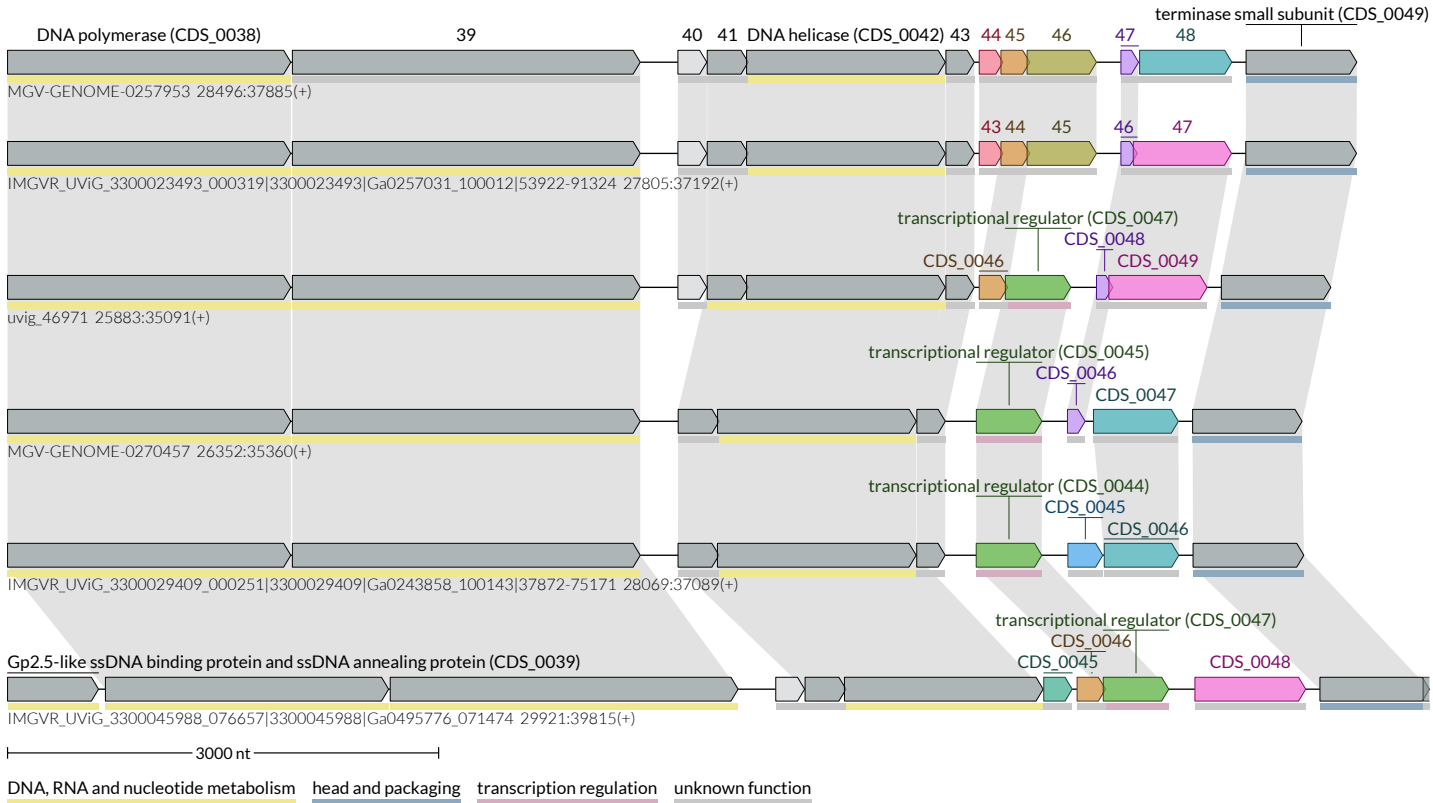 terminase small subunit (CDS_0049)
DNA polymerase (CDS_0038) 39 40 41 DNA helicase (CDS_0042) 43 44 45 46 47 48
MGV-GENOME-0257953 28496:37885(+)
43 44 45 46 47
IMGVR_UViG_3300023493_000319|3300023493|Ga0257031_100012|53922-91324 27805:37192(+)
transcriptional regulator (CDS_0047)
CDS_0048
CDS_0046 CDS_0049
uvig_46971 25883:35091(+)
transcriptional regulator (CDS_0045)
CDS_0046
CDS_0047
MGV-GENOME-0270457 26352:35360(+)
transcriptional regulator (CDS_0044)
CDS_0045
CDS_0046
IMGVR_UViG_3300029409_000251|3300029409|Ga0243858_100143|37872-75171 28069:37089(+)
transcriptional regulator (CDS_0047)
CDS_0046
Gp2.5-like ssDNA binding protein and ssDNA annealing protein (CDS_0039) CDS_0045 CDS_0048
IMGVR_UViG_3300045988_076657|3300045988|Ga0495776_071474 29921:39815(+)
3000 nt
DNA, RNA and nucleotide metabolism head and packaging transcription regulation unknown function